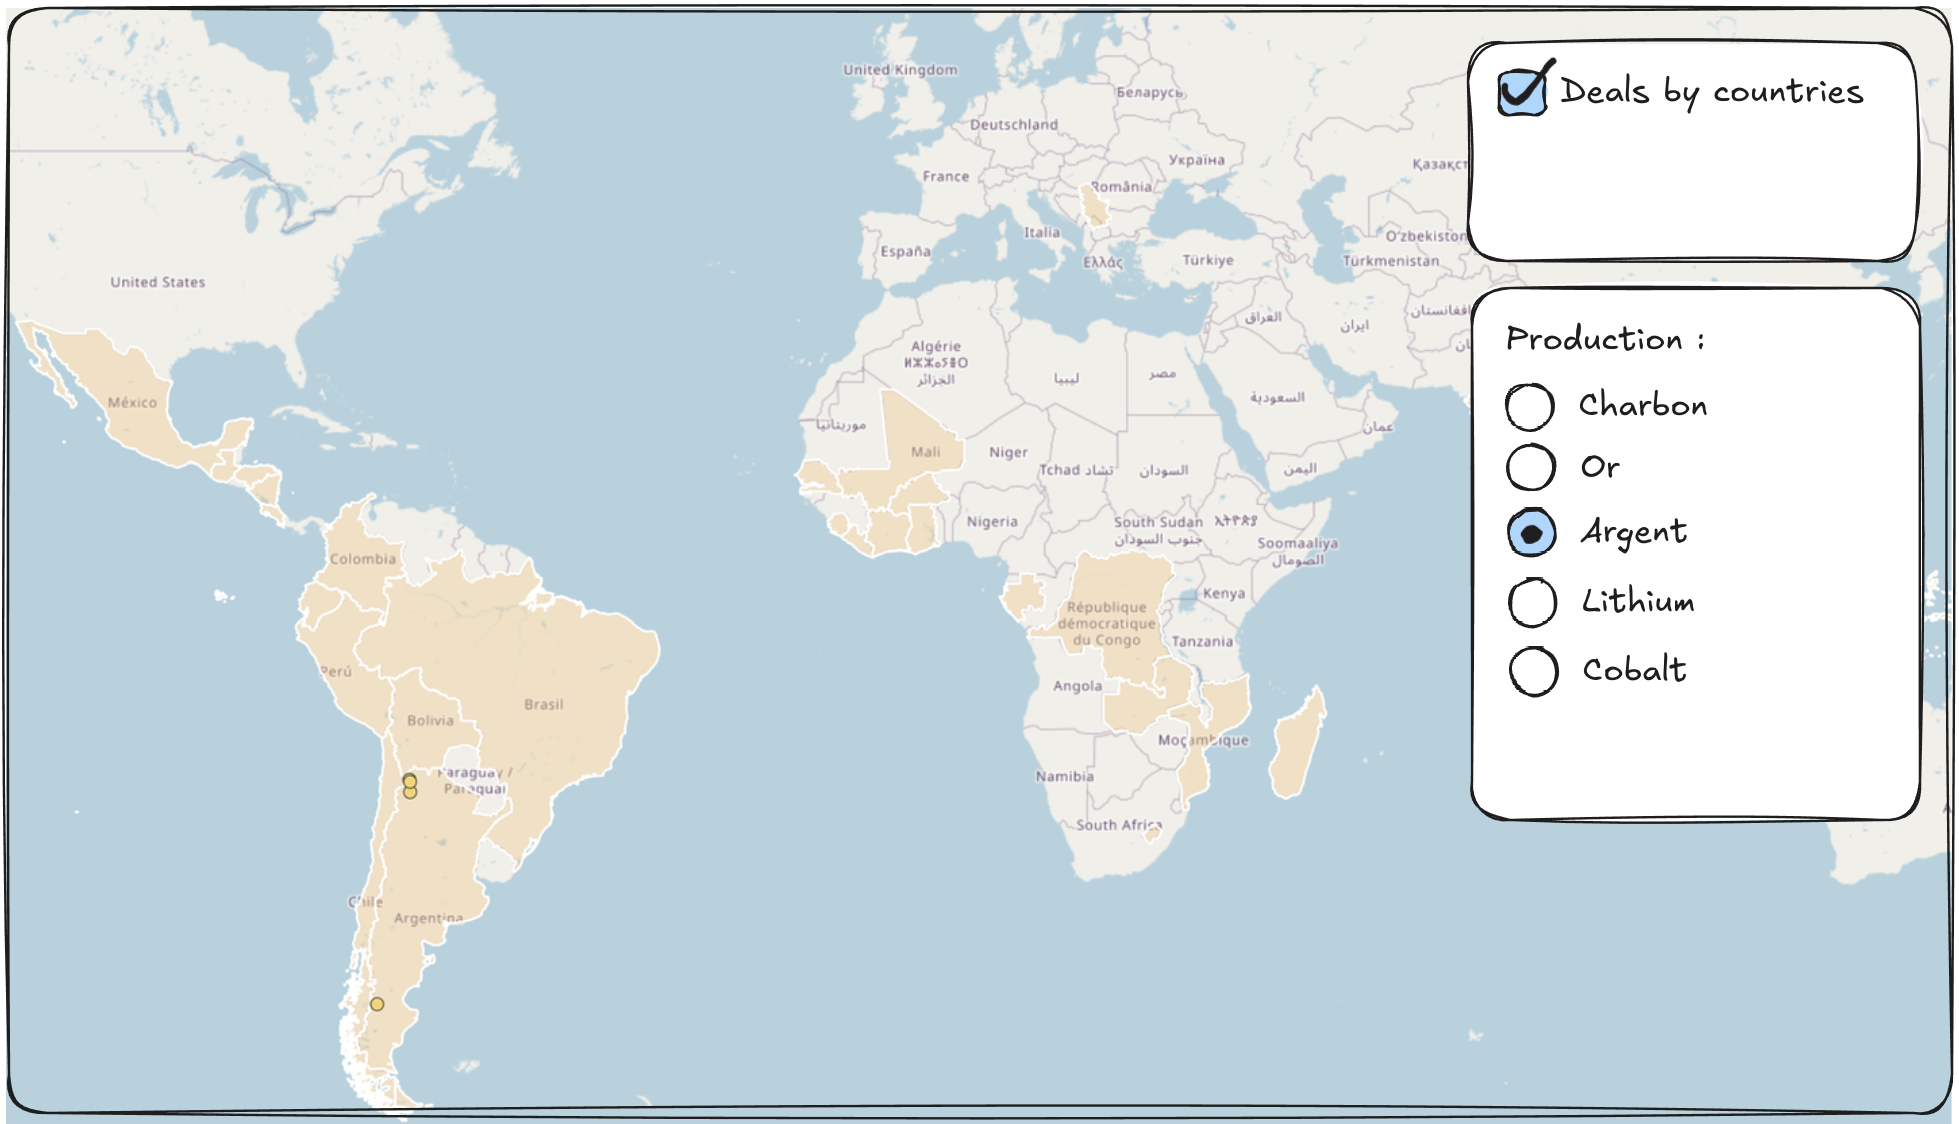 United Kingdom
Беларусь
Deutschland
Україна
France
România
Қазақст
Italia
España
Ελλάς
Türkiye
O'zbekiston
Türkmenistan
United States
العراق
ايران
افغانستان
Algérie
ⵍⵣⵣⴰⵢⴻⵔ
الجزائر
ليبيا
مصر
السعودية
México
موريتانيا
عمان
Mali
Niger
Tchad تشاد
السودان
اليمن
Nigeria
South Sudan
جنوب السودان
Soomaaliya
الصومال
Colombia
Kenya
République
démocratique
du Congo
Tanzania
Perú
Angola
Brasil
Bolivia
Moçambique
Paraguay /
Paraguai
Namibia
South Africa
Chile
Argentina
Deals by countries
Production :
Charbon
Or
Argent
Lithium
Cobalt